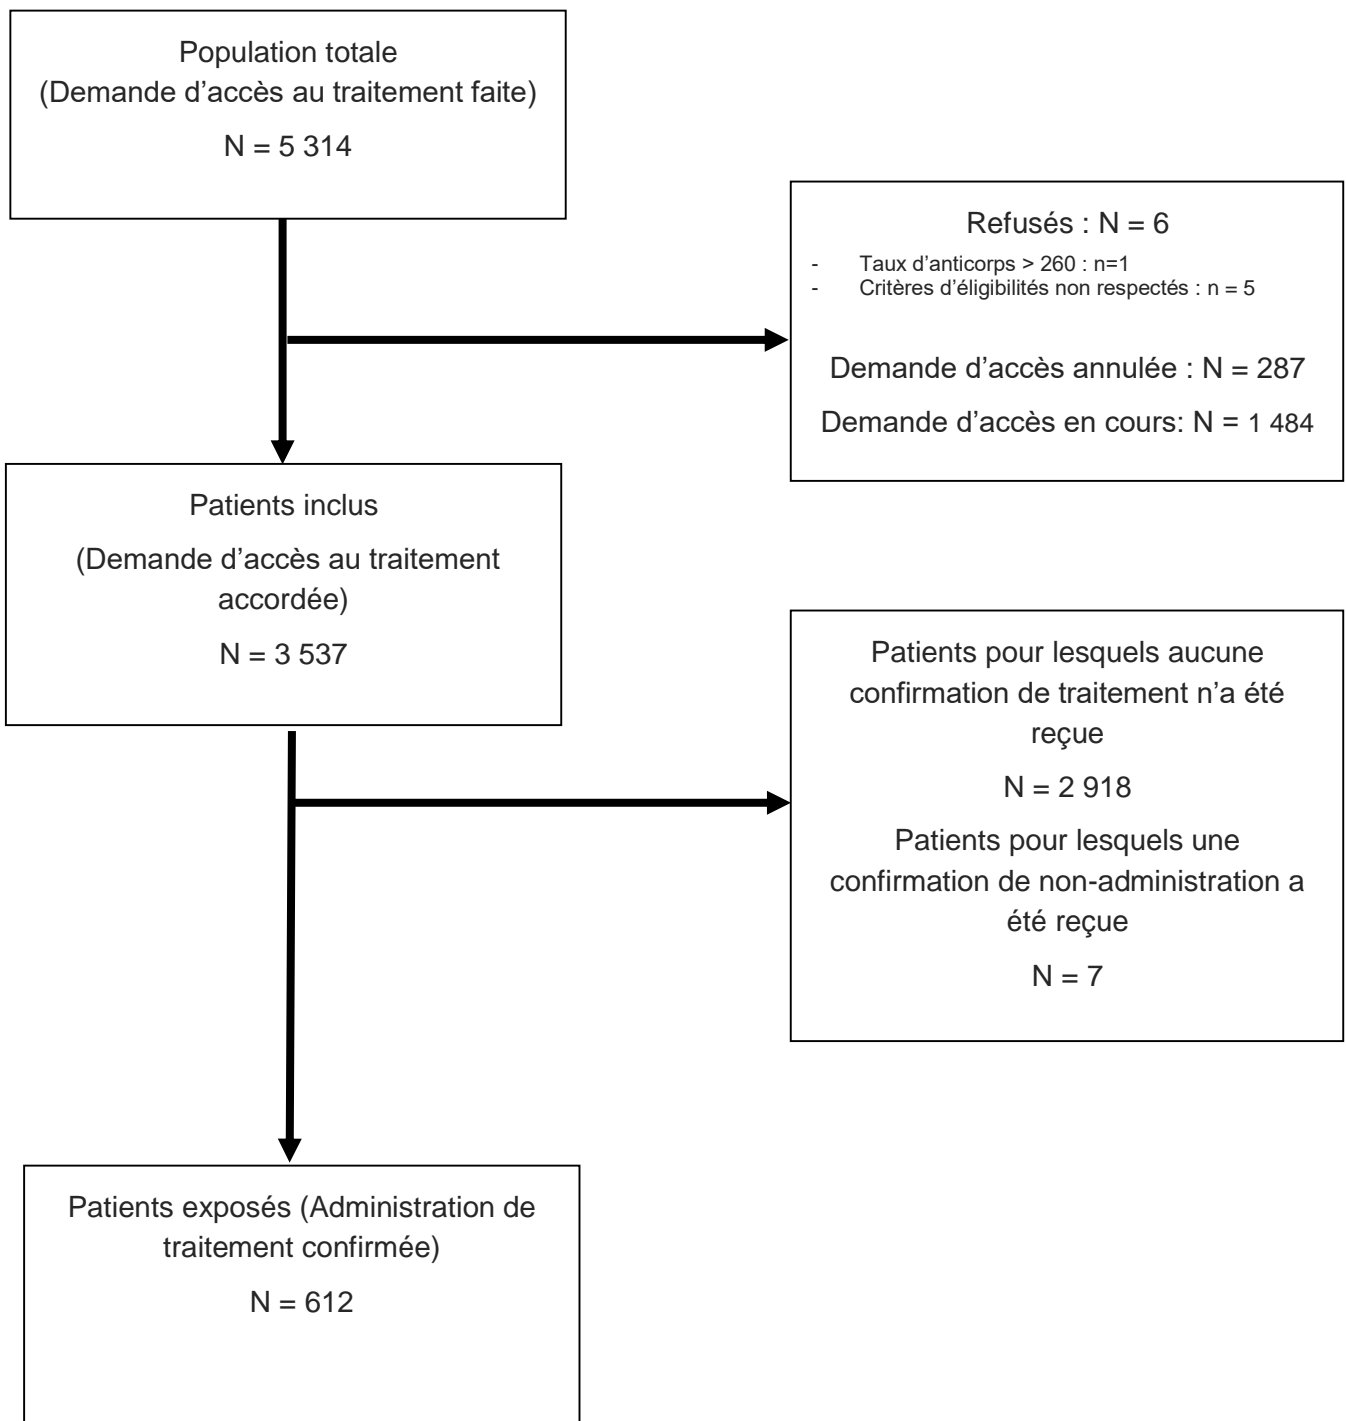 Population totale
(Demande d’accès au traitement faite)
N = 5 314
Refusés : N = 6
- Taux d’anticorps > 260 : n=1
- Critères d’éligibilités non respectés : n = 5
Demande d’accès annulée : N = 287
Demande d’accès en cours: N = 1 484
Patients inclus
(Demande d’accès au traitement
accordée)
N = 3 537
Patients pour lesquels aucune
confirmation de traitement n’a été
reçue
N = 2 918
Patients pour lesquels une
confirmation de non-administration a
été reçue
N = 7
Patients exposés (Administration de
traitement confirmée)
N = 612